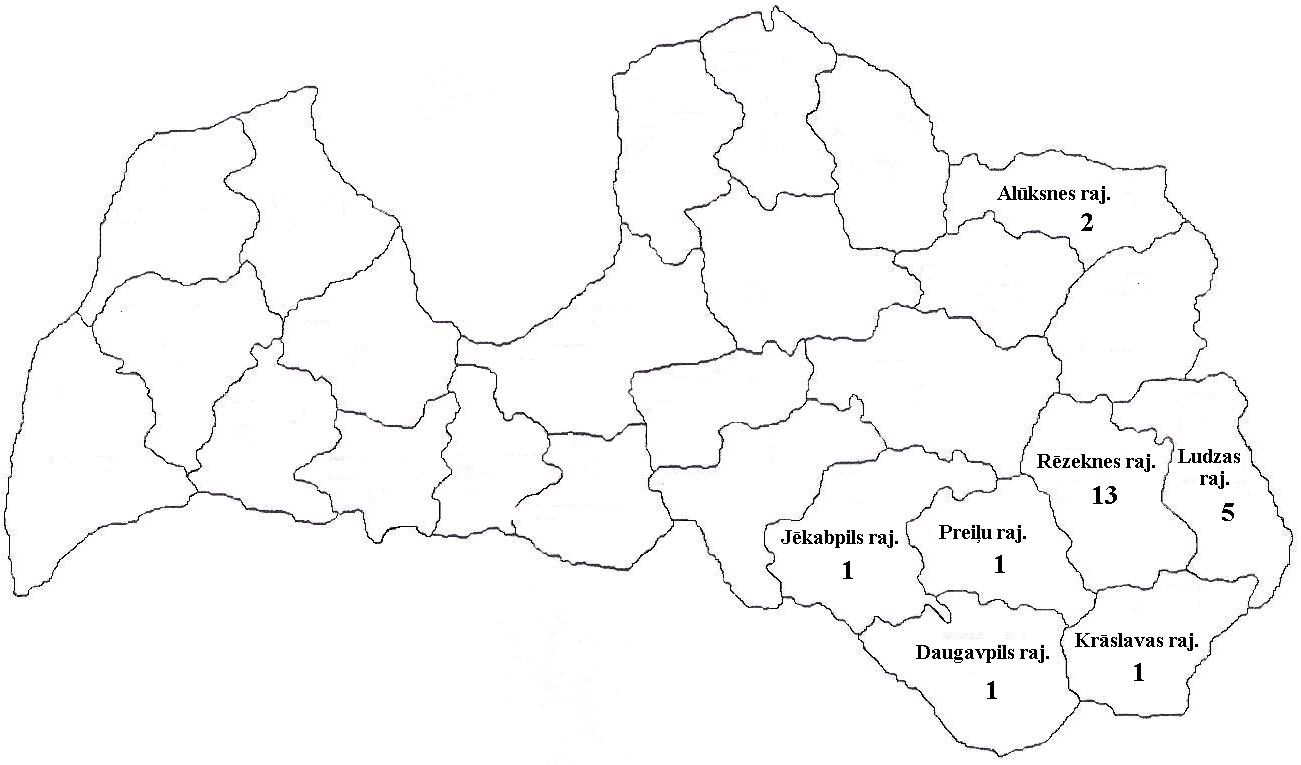 Alūksnes raj.
2
Rēzeknes raj.
13
Ludzas
raj.
5
Jēkabpils raj.
1
Preiļu raj.
1
Daugavpils raj.
1
Krāslavas raj.
1